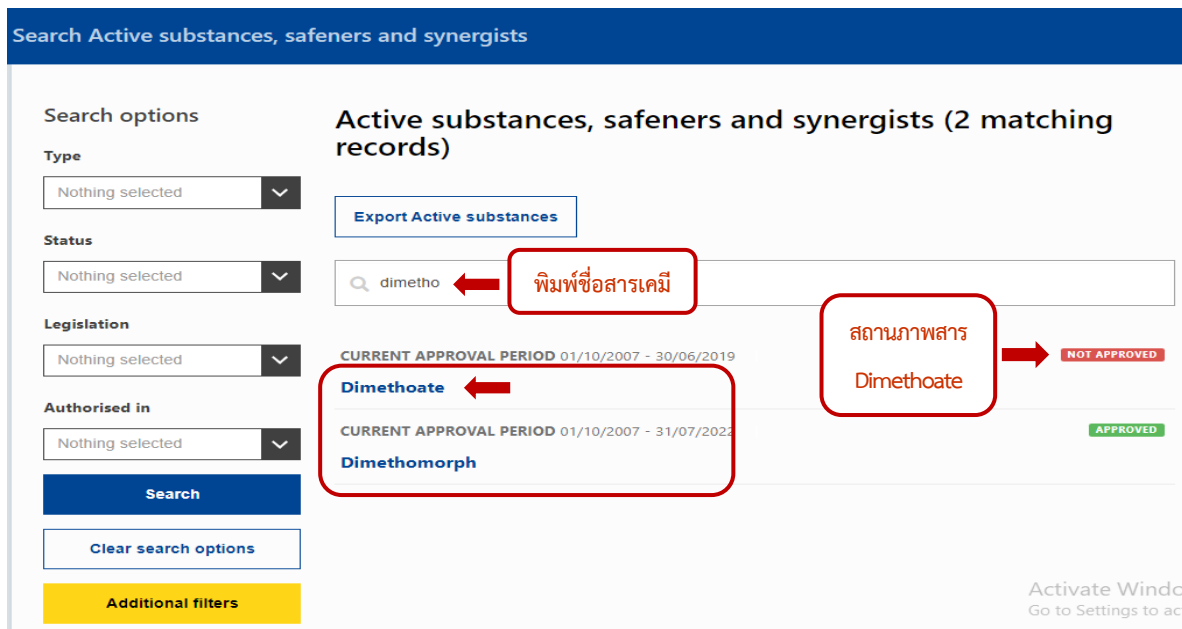 Search Active substances, safeners and synergists
Search options
Type
Nothing selected
Status
Nothing selected
Legislation
Nothing selected
Authorised in
Nothing selected
Search
Clear search options
Additional filters
Active substances, safeners and synergists (2 matching
records)
Export Active substances
dimetho
พิมพ์ชื่อสารเคมี
สถานภาพสาร
Dimethoate
CURRENT APPROVAL PERIOD 01/10/2007 - 30/06/2019
NOT APPROVED
Dimethoate
CURRENT APPROVAL PERIOD 01/10/2007 - 31/07/2022
APPROVED
Dimethomorph
Activate Windo
Go to Settings to ac